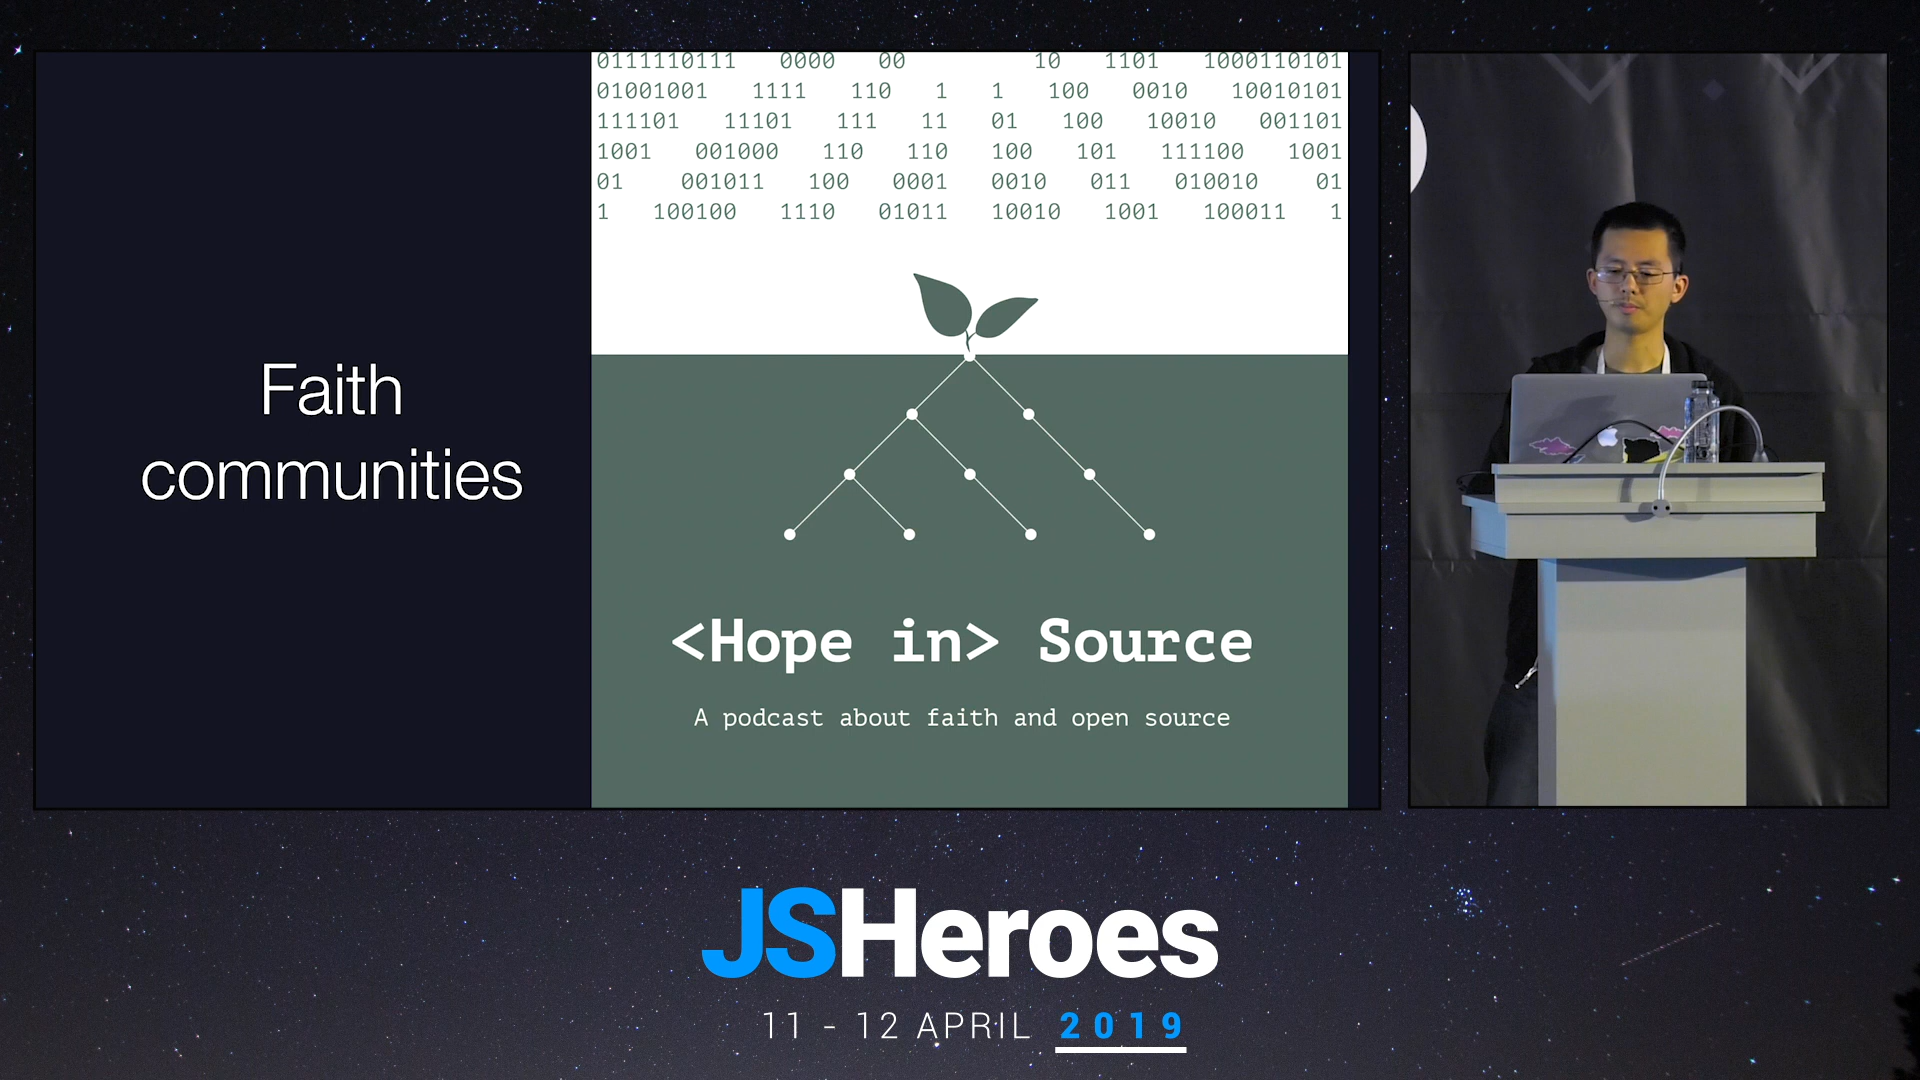 Faith
communities
0111110111 0000 00 10 1101 1000110101
01001001 1111 110 1 1 100 0010 10010101
111101 11101 111 11 01 100 10010 001101
1001 001000 110 110 100 101 111100 1001
01 001011 100 0001 0010 011 010010 01
1 100100 1110 01011 10010 1001 100011 1
<Hope in> Source
A podcast about faith and open source
JSHeroes
11 - 12 APRIL 2019